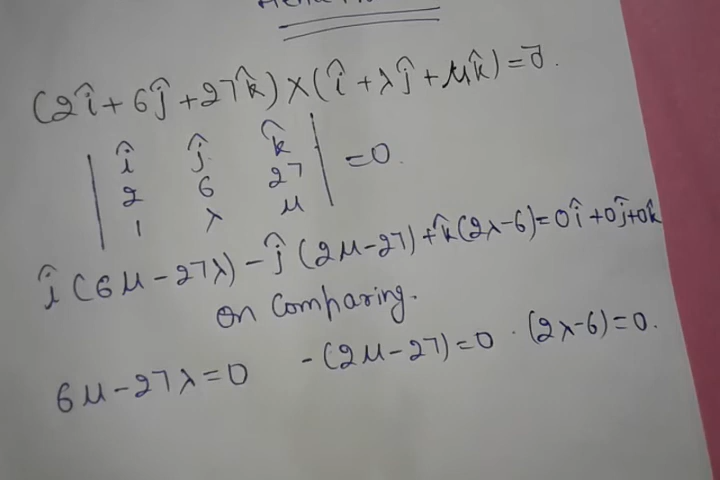 (2î + 6ĵ + 27k̂) × (î + λĵ + μk̂) = 0⃗.
| î ĵ k̂ |
| 2 6 27 | = 0.
| 1 λ μ |
î (6μ - 27λ) - ĵ (2μ - 27) + k̂ (2λ - 6) = 0î + 0ĵ + 0k̂
on comparing.
6μ - 27λ = 0 - (2μ - 27) = 0 . (2λ - 6) = 0.